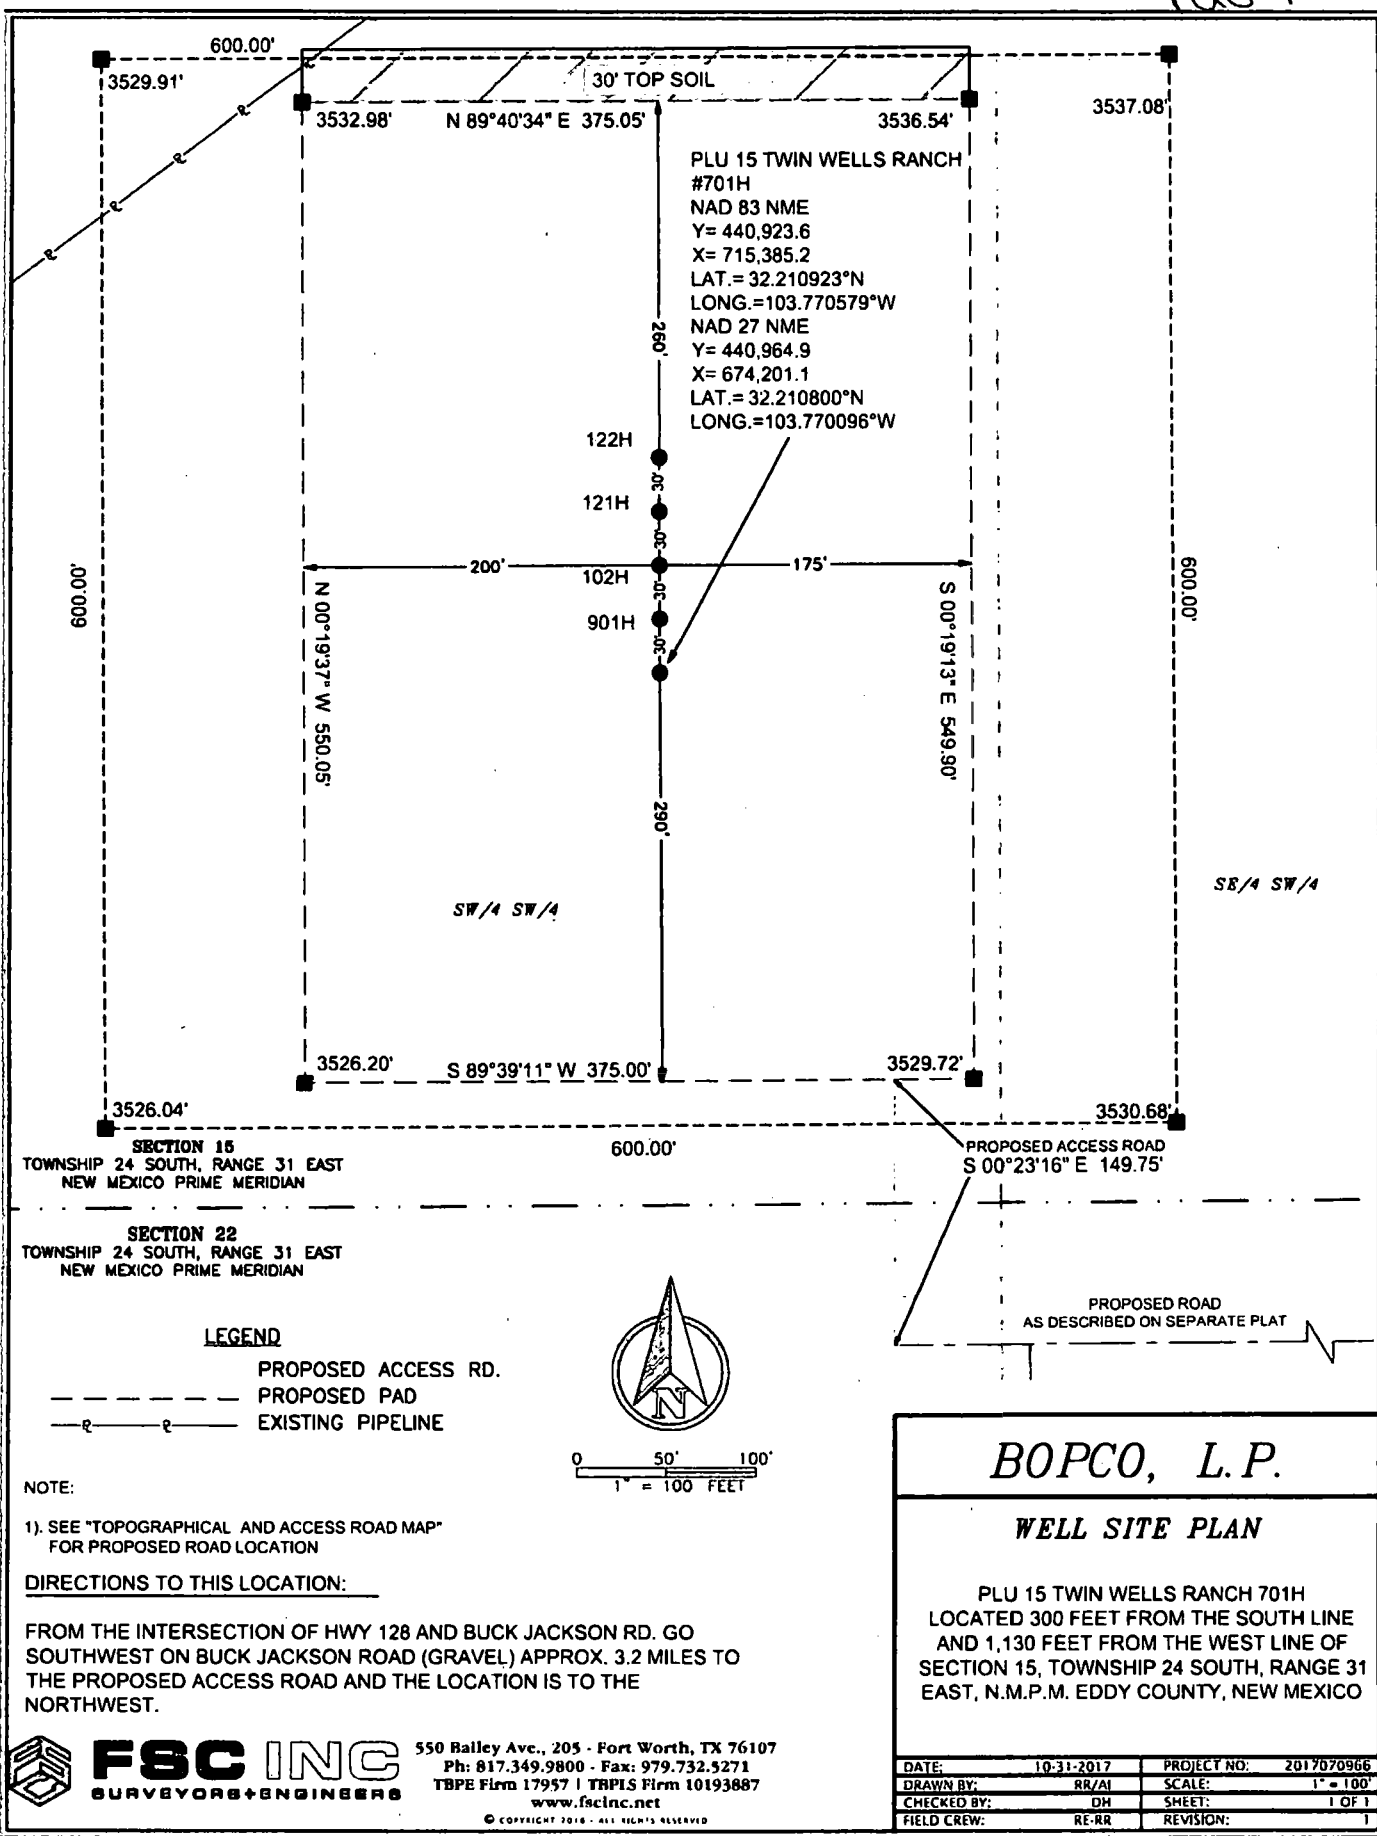 600.00'
3529.91'
30' TOP SOIL
3537.08'
3532.98'
N 89°40'34" E 375.05'
3536.54'
PLU 15 TWIN WELLS RANCH
#701H
NAD 83 NME
Y= 440,923.6
X= 715,385.2
LAT.= 32.210923°N
LONG.=103.770579°W
NAD 27 NME
Y= 440,964.9
X= 674,201.1
LAT.= 32.210800°N
LONG.=103.770096°W
260'
122H
30'
121H
30'
200'
175'
102H
30'
901H
30'
600.00'
N 00°19'37" W 550.05'
S 00°19'13" E 549.90'
600.00'
290'
SW/4 SW/4
SE/4 SW/4
3526.20'
S 89°39'11" W 375.00'
3529.72'
3526.04'
3530.68'
600.00'
SECTION 15
TOWNSHIP 24 SOUTH, RANGE 31 EAST
NEW MEXICO PRIME MERIDIAN
PROPOSED ACCESS ROAD
S 00°23'16" E 149.75'
SECTION 22
TOWNSHIP 24 SOUTH, RANGE 31 EAST
NEW MEXICO PRIME MERIDIAN
PROPOSED ROAD
AS DESCRIBED ON SEPARATE PLAT
LEGEND
PROPOSED ACCESS RD.
PROPOSED PAD
EXISTING PIPELINE
N
0 50' 100'
1" = 100 FEET
NOTE:
1). SEE "TOPOGRAPHICAL AND ACCESS ROAD MAP"
FOR PROPOSED ROAD LOCATION
DIRECTIONS TO THIS LOCATION:
FROM THE INTERSECTION OF HWY 128 AND BUCK JACKSON RD. GO
SOUTHWEST ON BUCK JACKSON ROAD (GRAVEL) APPROX. 3.2 MILES TO
THE PROPOSED ACCESS ROAD AND THE LOCATION IS TO THE
NORTHWEST.
BOPCO, L.P.
WELL SITE PLAN
PLU 15 TWIN WELLS RANCH 701H
LOCATED 300 FEET FROM THE SOUTH LINE
AND 1,130 FEET FROM THE WEST LINE OF
SECTION 15, TOWNSHIP 24 SOUTH, RANGE 31
EAST, N.M.P.M. EDDY COUNTY, NEW MEXICO
FSC INC
SURVEYORS+ENGINEERS
550 Bailey Ave., 205 - Fort Worth, TX 76107
Ph: 817.349.9800 - Fax: 979.732.5271
TBPE Firm 17957 | TBPLS Firm 10193887
www.fscinc.net
© COPYRIGHT 2016 - ALL RIGHTS RESERVED
DATE: 10-31-2017 PROJECT NO: 2017070966
DRAWN BY: RR/AI SCALE: 1" = 100'
CHECKED BY: DH SHEET: 1 OF 1
FIELD CREW: RE-RR REVISION: 1